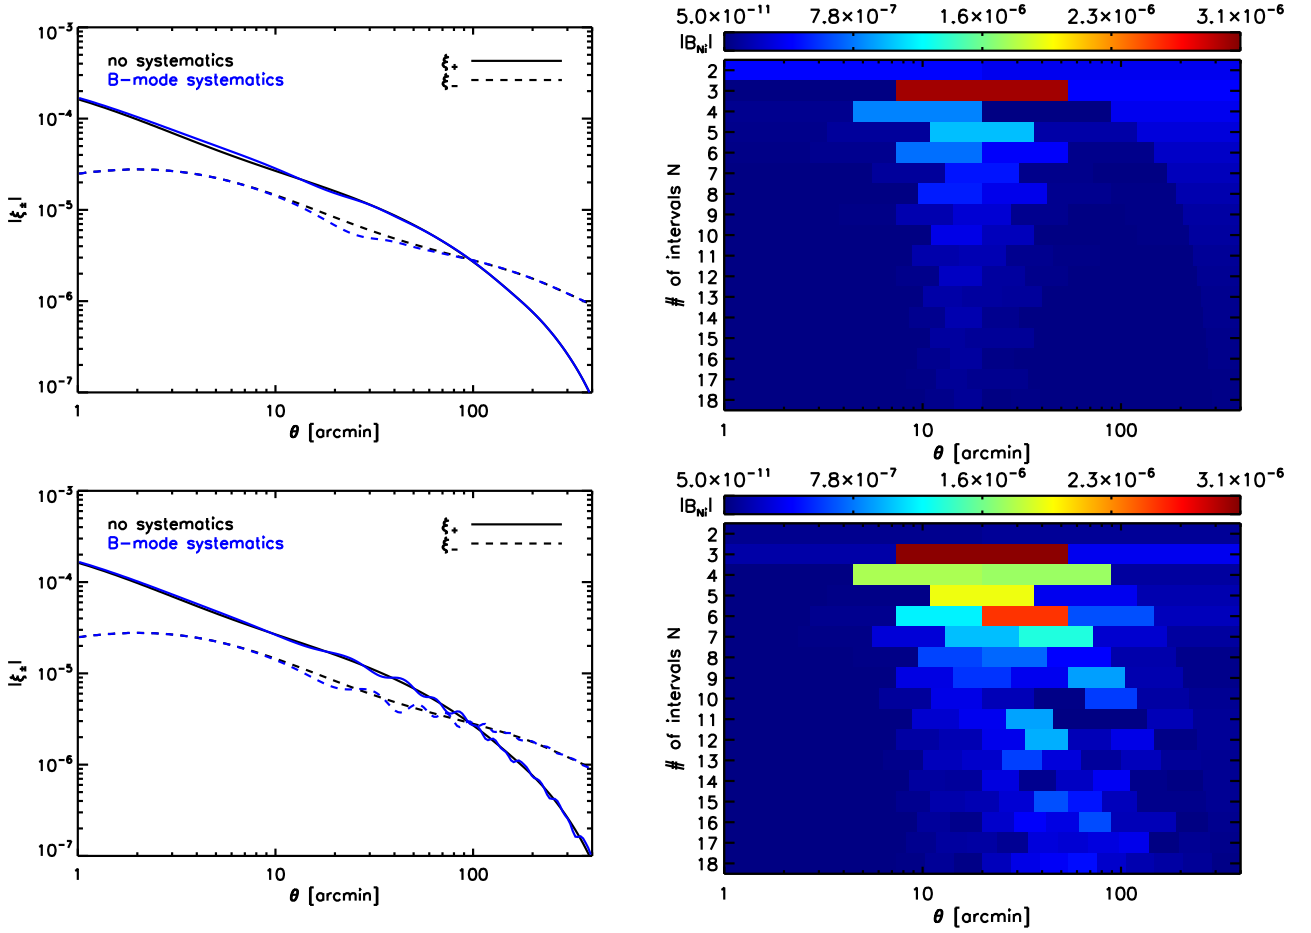 10⁻³
10⁻⁴
10⁻⁵
10⁻⁶
10⁻⁷
|ξ±|
no systematics
B−mode systematics
ξ₊
ξ₋
1 10 100
θ [arcmin]
5.0×10⁻¹¹ 7.8×10⁻⁷ 1.6×10⁻⁶ 2.3×10⁻⁶ 3.1×10⁻⁶
|B_Ni|
# of intervals N
2
3
4
5
6
7
8
9
10
11
12
13
14
15
16
17
18
1 10 100
θ [arcmin]
10⁻³
10⁻⁴
10⁻⁵
10⁻⁶
10⁻⁷
|ξ±|
no systematics
B−mode systematics
ξ₊
ξ₋
1 10 100
θ [arcmin]
5.0×10⁻¹¹ 7.8×10⁻⁷ 1.6×10⁻⁶ 2.3×10⁻⁶ 3.1×10⁻⁶
|B_Ni|
# of intervals N
2
3
4
5
6
7
8
9
10
11
12
13
14
15
16
17
18
1 10 100
θ [arcmin]